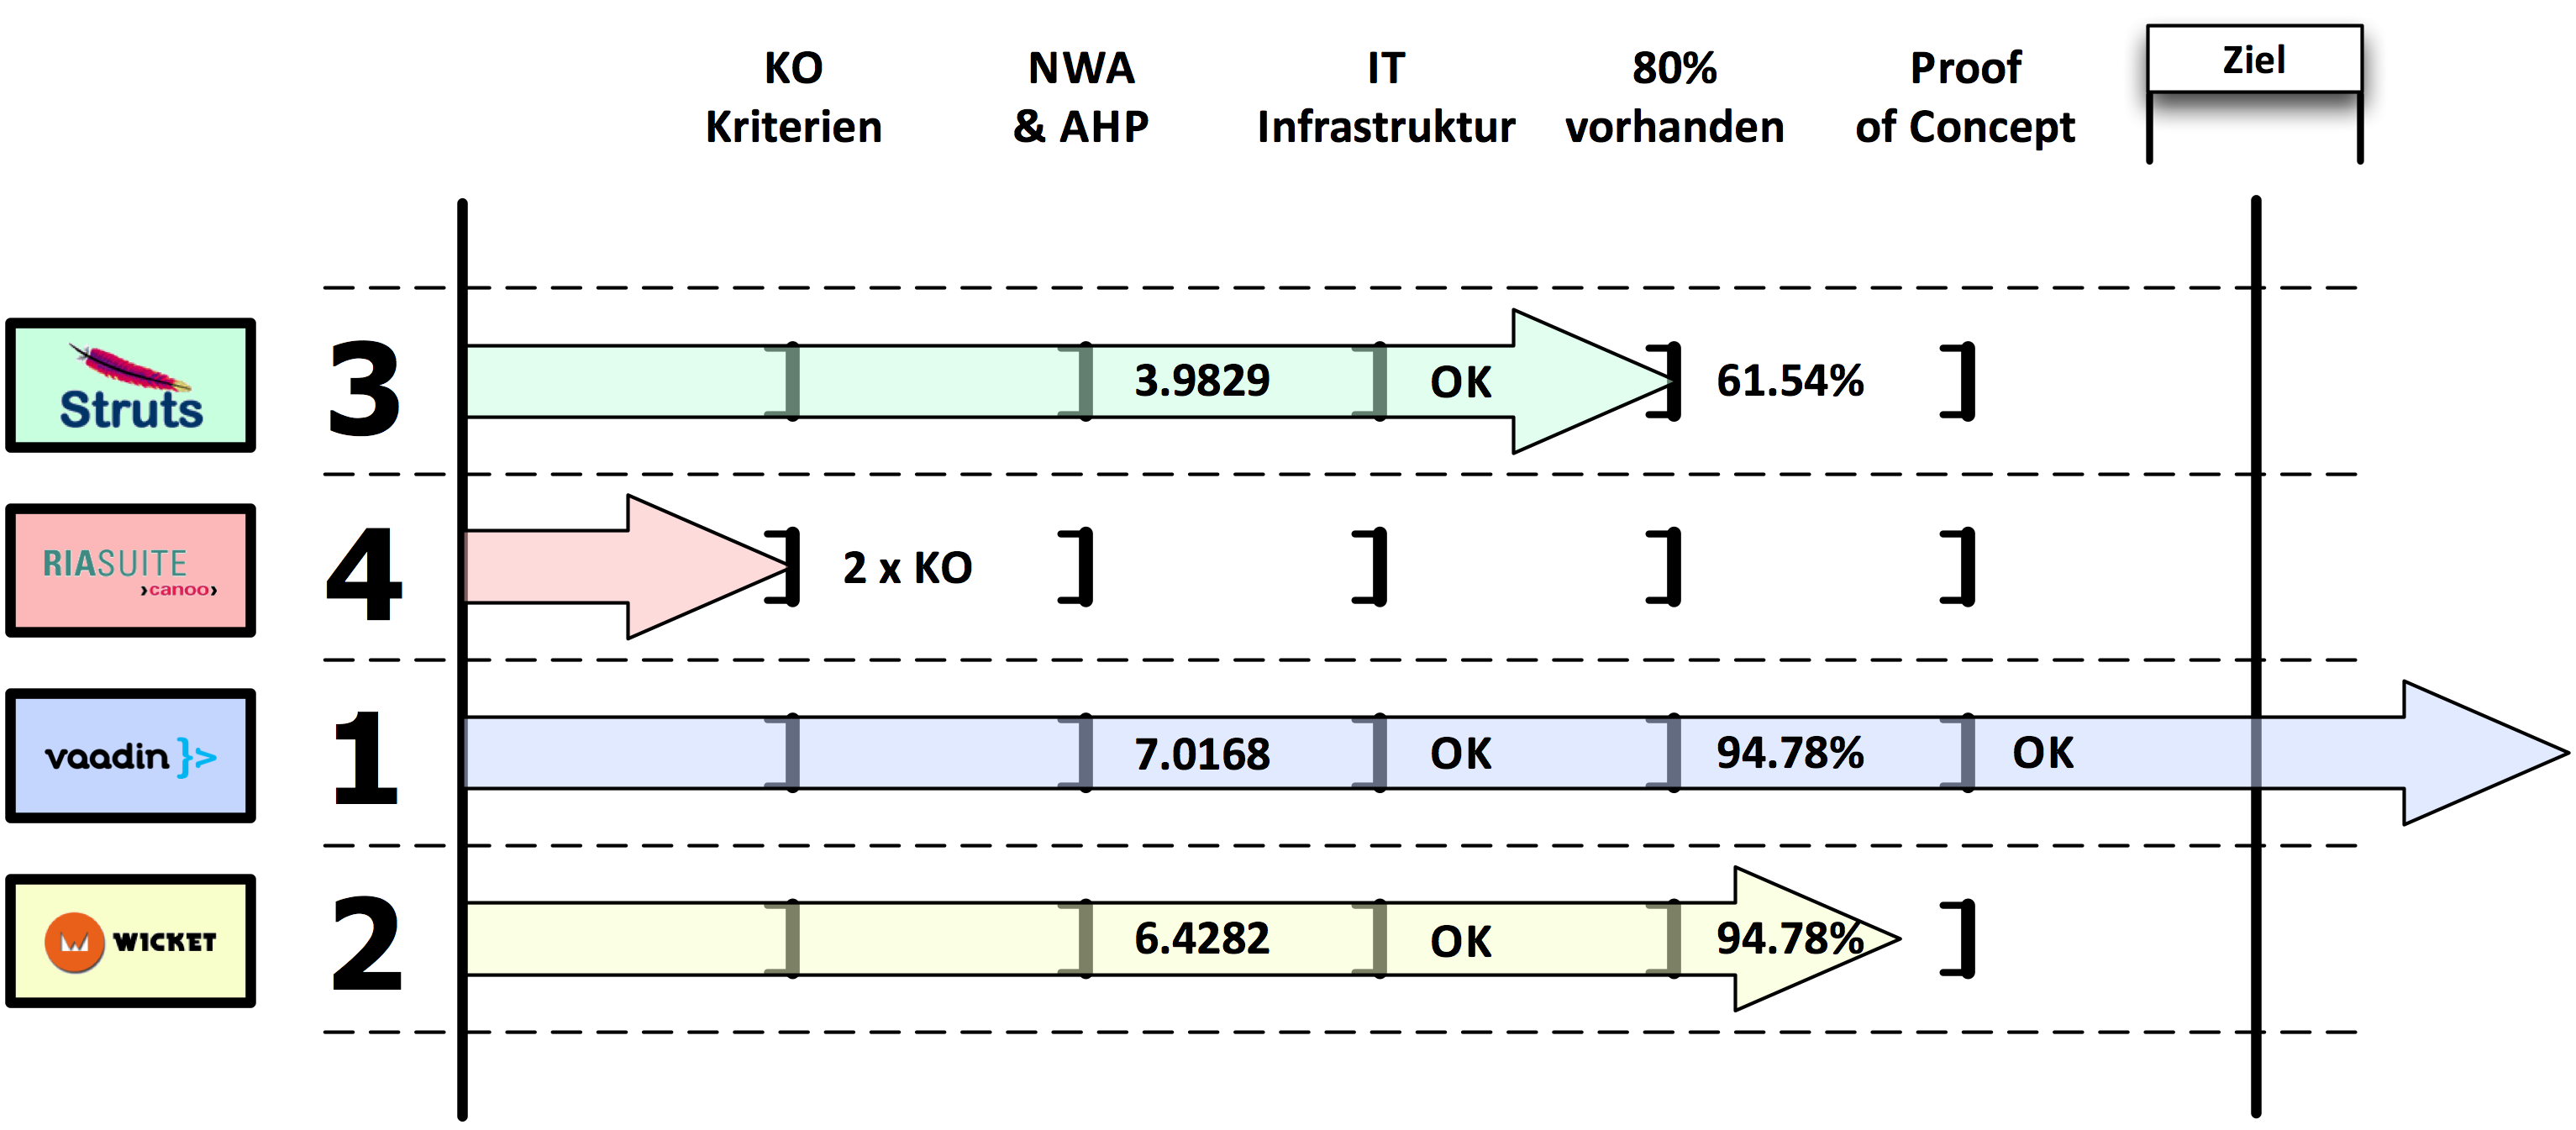 KO
Kriterien
NWA
& AHP
IT
Infrastruktur
80%
vorhanden
Proof
of Concept
Ziel
Struts
3
3.9829
OK
61.54%
RIASUITE
›canoo›
4
2 x KO
vaadin }>
1
7.0168
OK
94.78%
OK
WICKET
2
6.4282
OK
94.78%